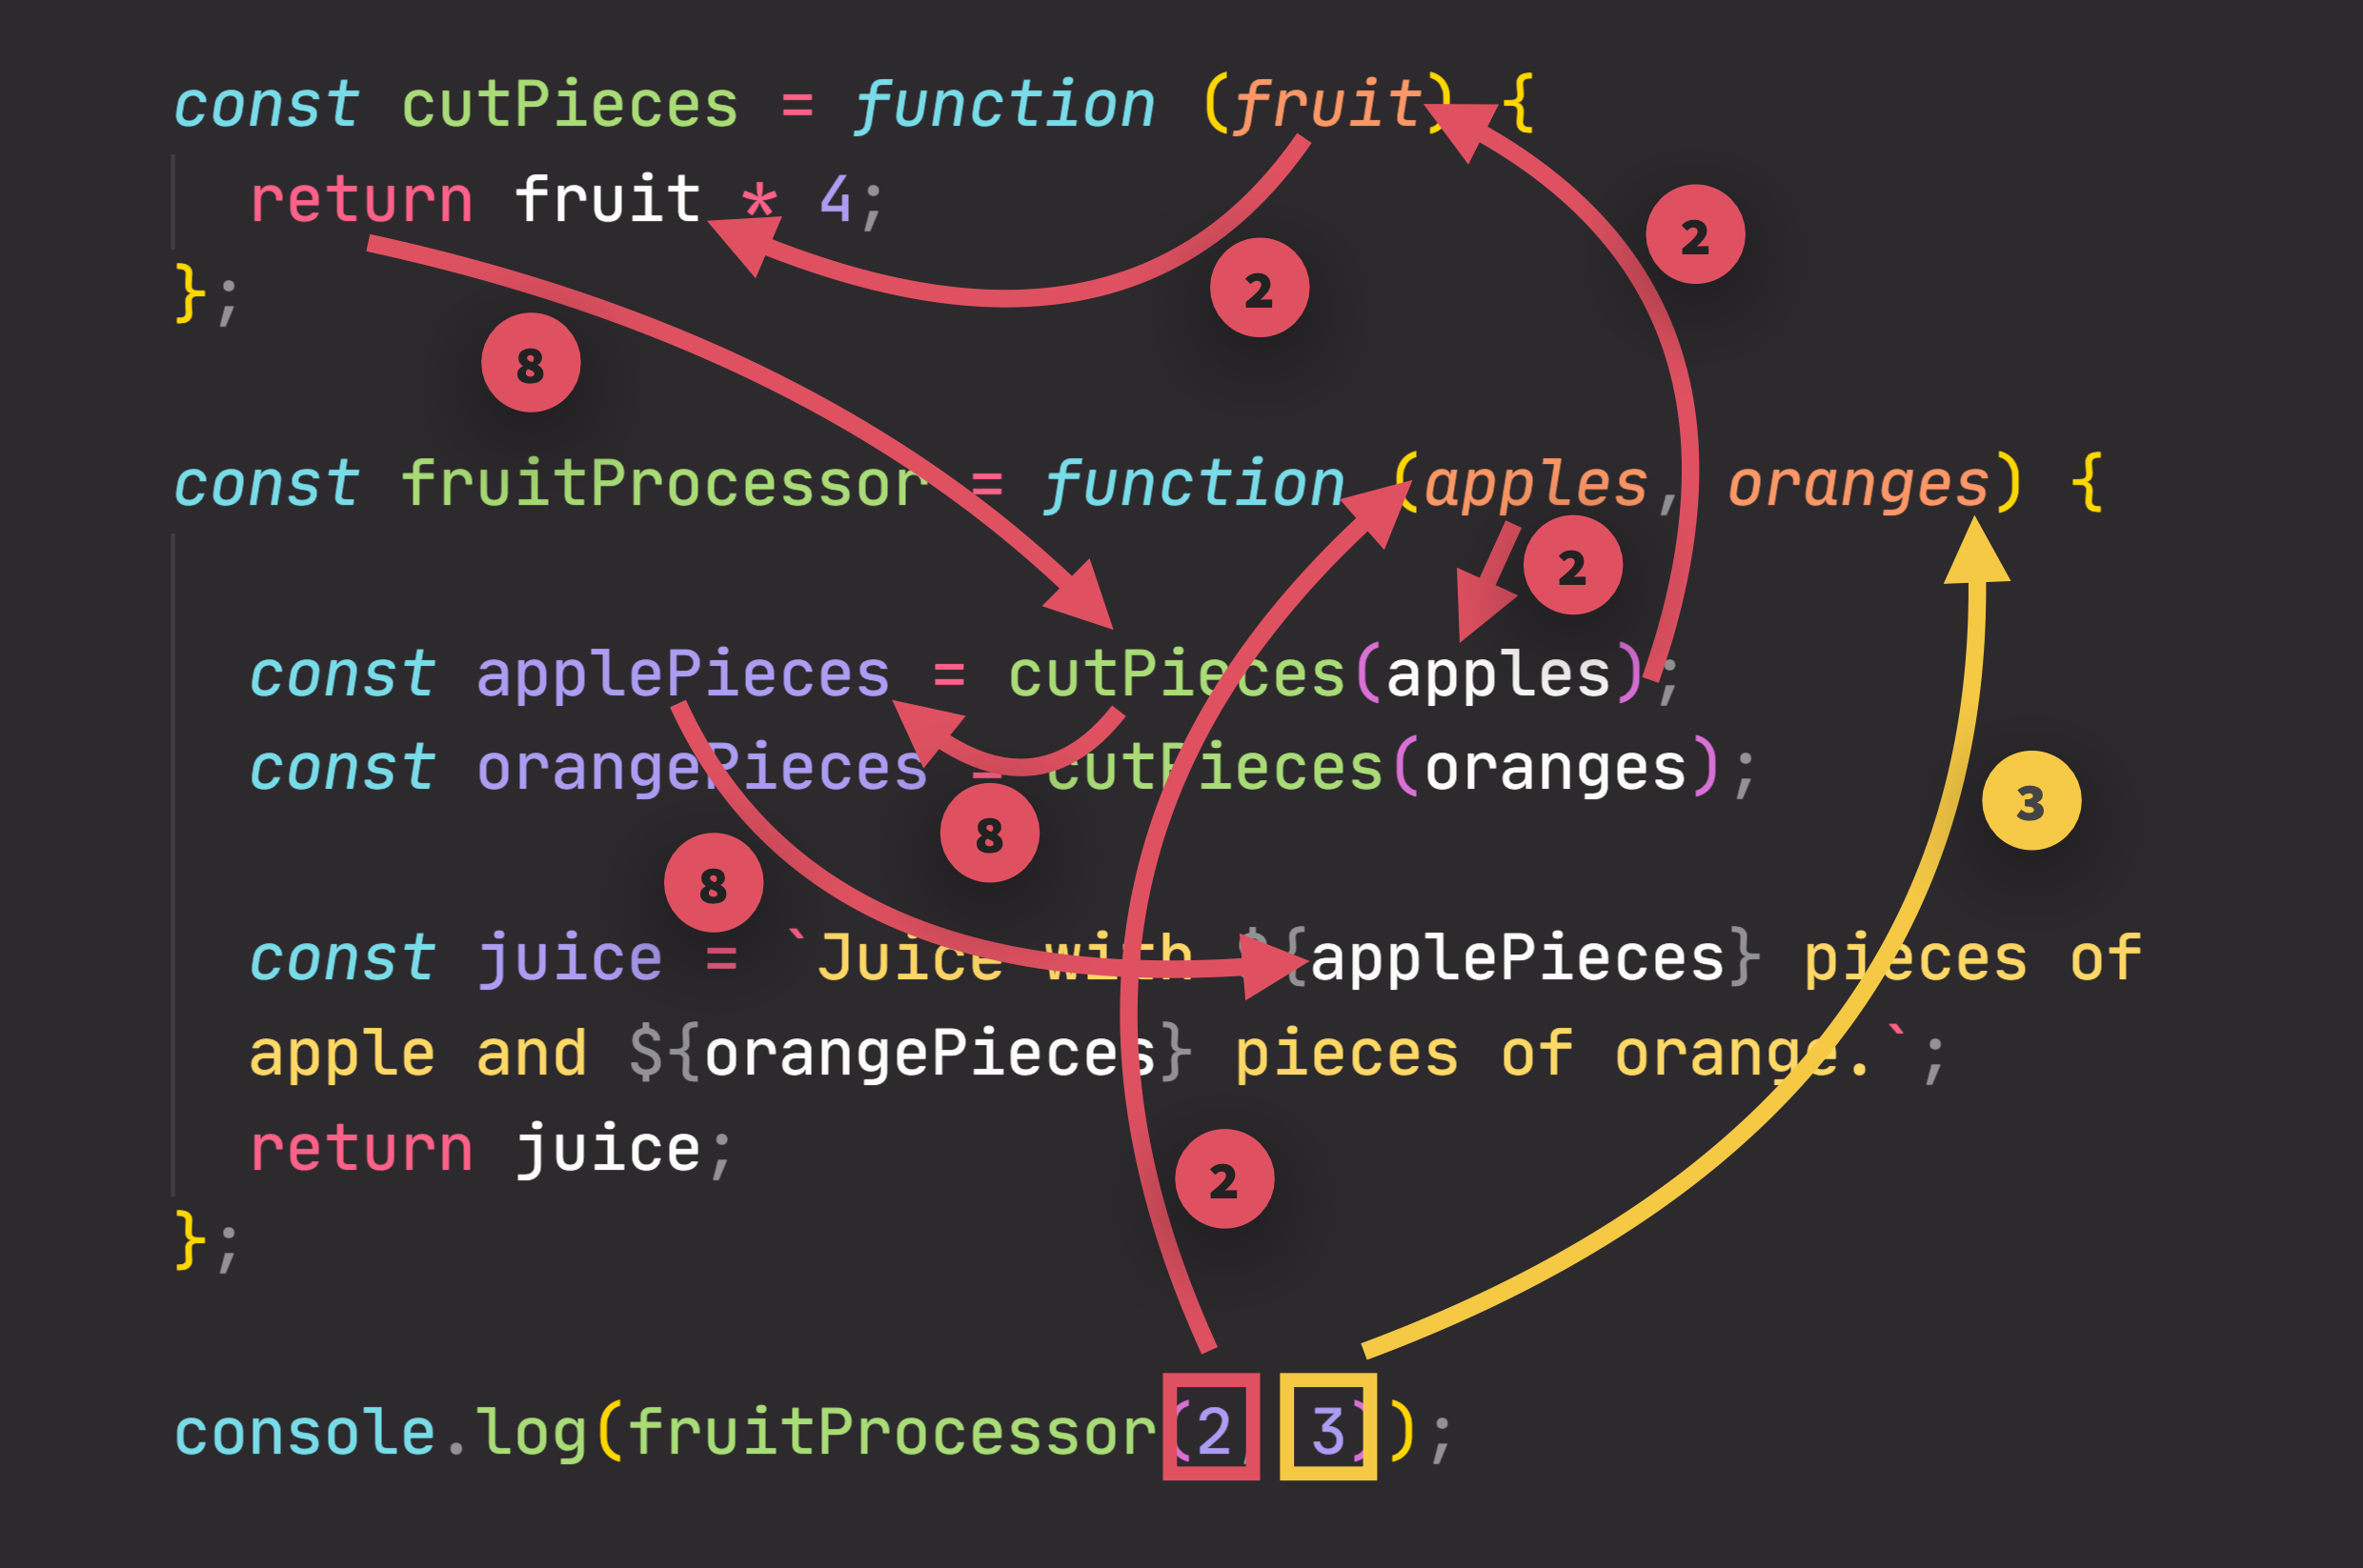 const cutPieces = function (fruit) {
return fruit * 4;
};
2
2
8
const fruitProcessor = function (apples, oranges) {
2
const applePieces = cutPieces(apples);
const orangePieces = cutPieces(oranges);
3
8
8
const juice = `Juice with ${applePieces} pieces of
apple and ${orangePieces} pieces of orange.`;
return juice;
2
};
console.log(fruitProcessor(2, 3));